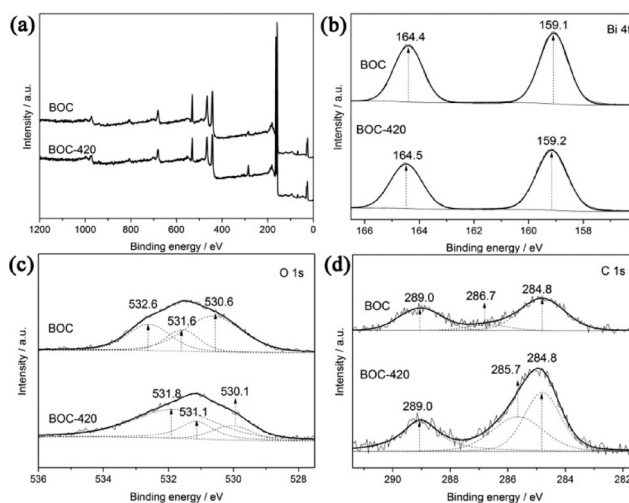 (a)
BOC
BOC-420
Intensity / a.u.
1200 1000 800 600 400 200 0
Binding energy / eV
(b)
Bi 4f
164.4 159.1
BOC
BOC-420
164.5 159.2
Intensity / a.u.
166 164 162 160 158
Binding energy / eV
(c)
O 1s
532.6 531.6 530.6
BOC
531.8 531.1 530.1
BOC-420
Intensity / a.u.
536 534 532 530 528
Binding energy / eV
(d)
C 1s
289.0 286.7 284.8
BOC
BOC-420
289.0 285.7 284.8
Intensity / a.u.
290 288 286 284 282
Binding energy / eV